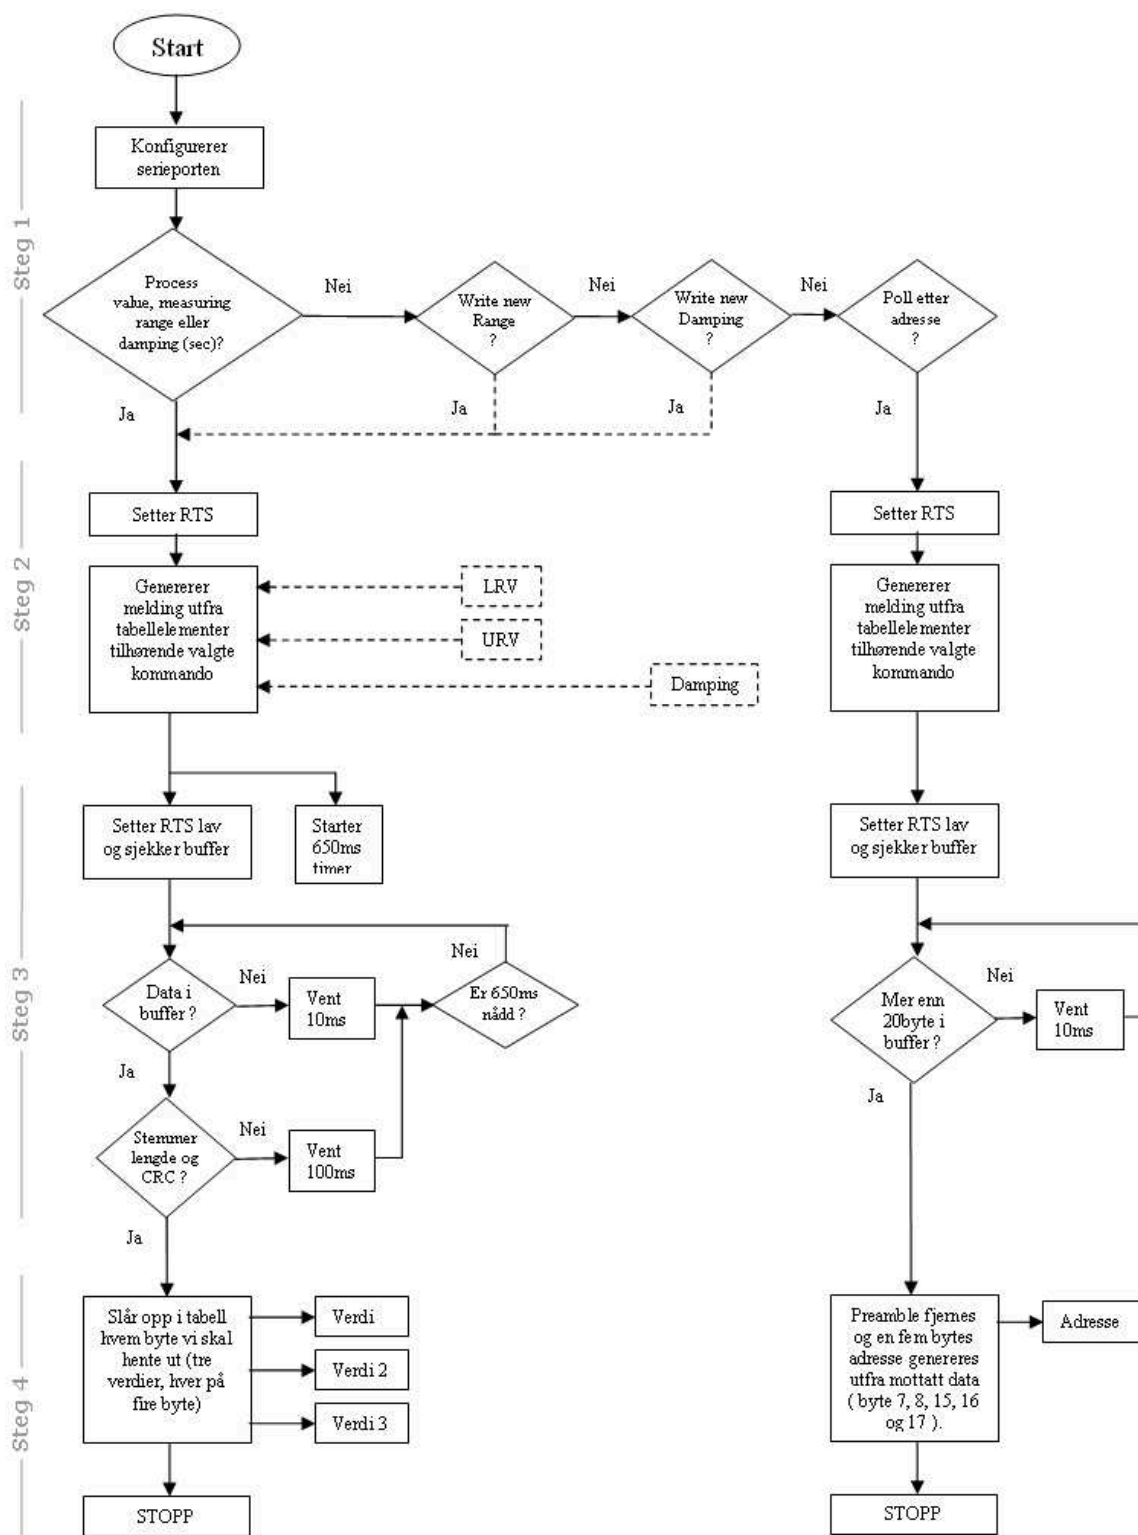 Start
Steg 1
Konfigurerer
serieporten
Process
value, measuring
range eller
damping (sec)?
Nei
Write new
Range
?
Nei
Write new
Damping
?
Nei
Poll etter
adresse
?
Ja
Ja
Ja
Ja
Steg 2
Setter RTS
Setter RTS
Genererer
melding utfra
tabellelementer
tilhørende valgte
kommando
LRV
URV
Damping
Genererer
melding utfra
tabellelementer
tilhørende valgte
kommando
Steg 3
Setter RTS lav
og sjekker buffer
Starter
650ms
timer
Setter RTS lav
og sjekker buffer
Data i
buffer ?
Nei
Vent
10ms
Nei
Er 650ms
nådd ?
Mer enn
20byte i
buffer ?
Nei
Vent
10ms
Ja
Ja
Stemmer
lengde og
CRC ?
Nei
Vent
100ms
Ja
Steg 4
Slår opp i tabell
hvem byte vi skal
hente ut (tre
verdier, hver på
fire byte)
Verdi
Verdi 2
Verdi 3
Preamble fjernes
og en fem bytes
adresse genereres
utfra mottatt data
( byte 7, 8, 15, 16
og 17 ).
Adresse
STOPP
STOPP